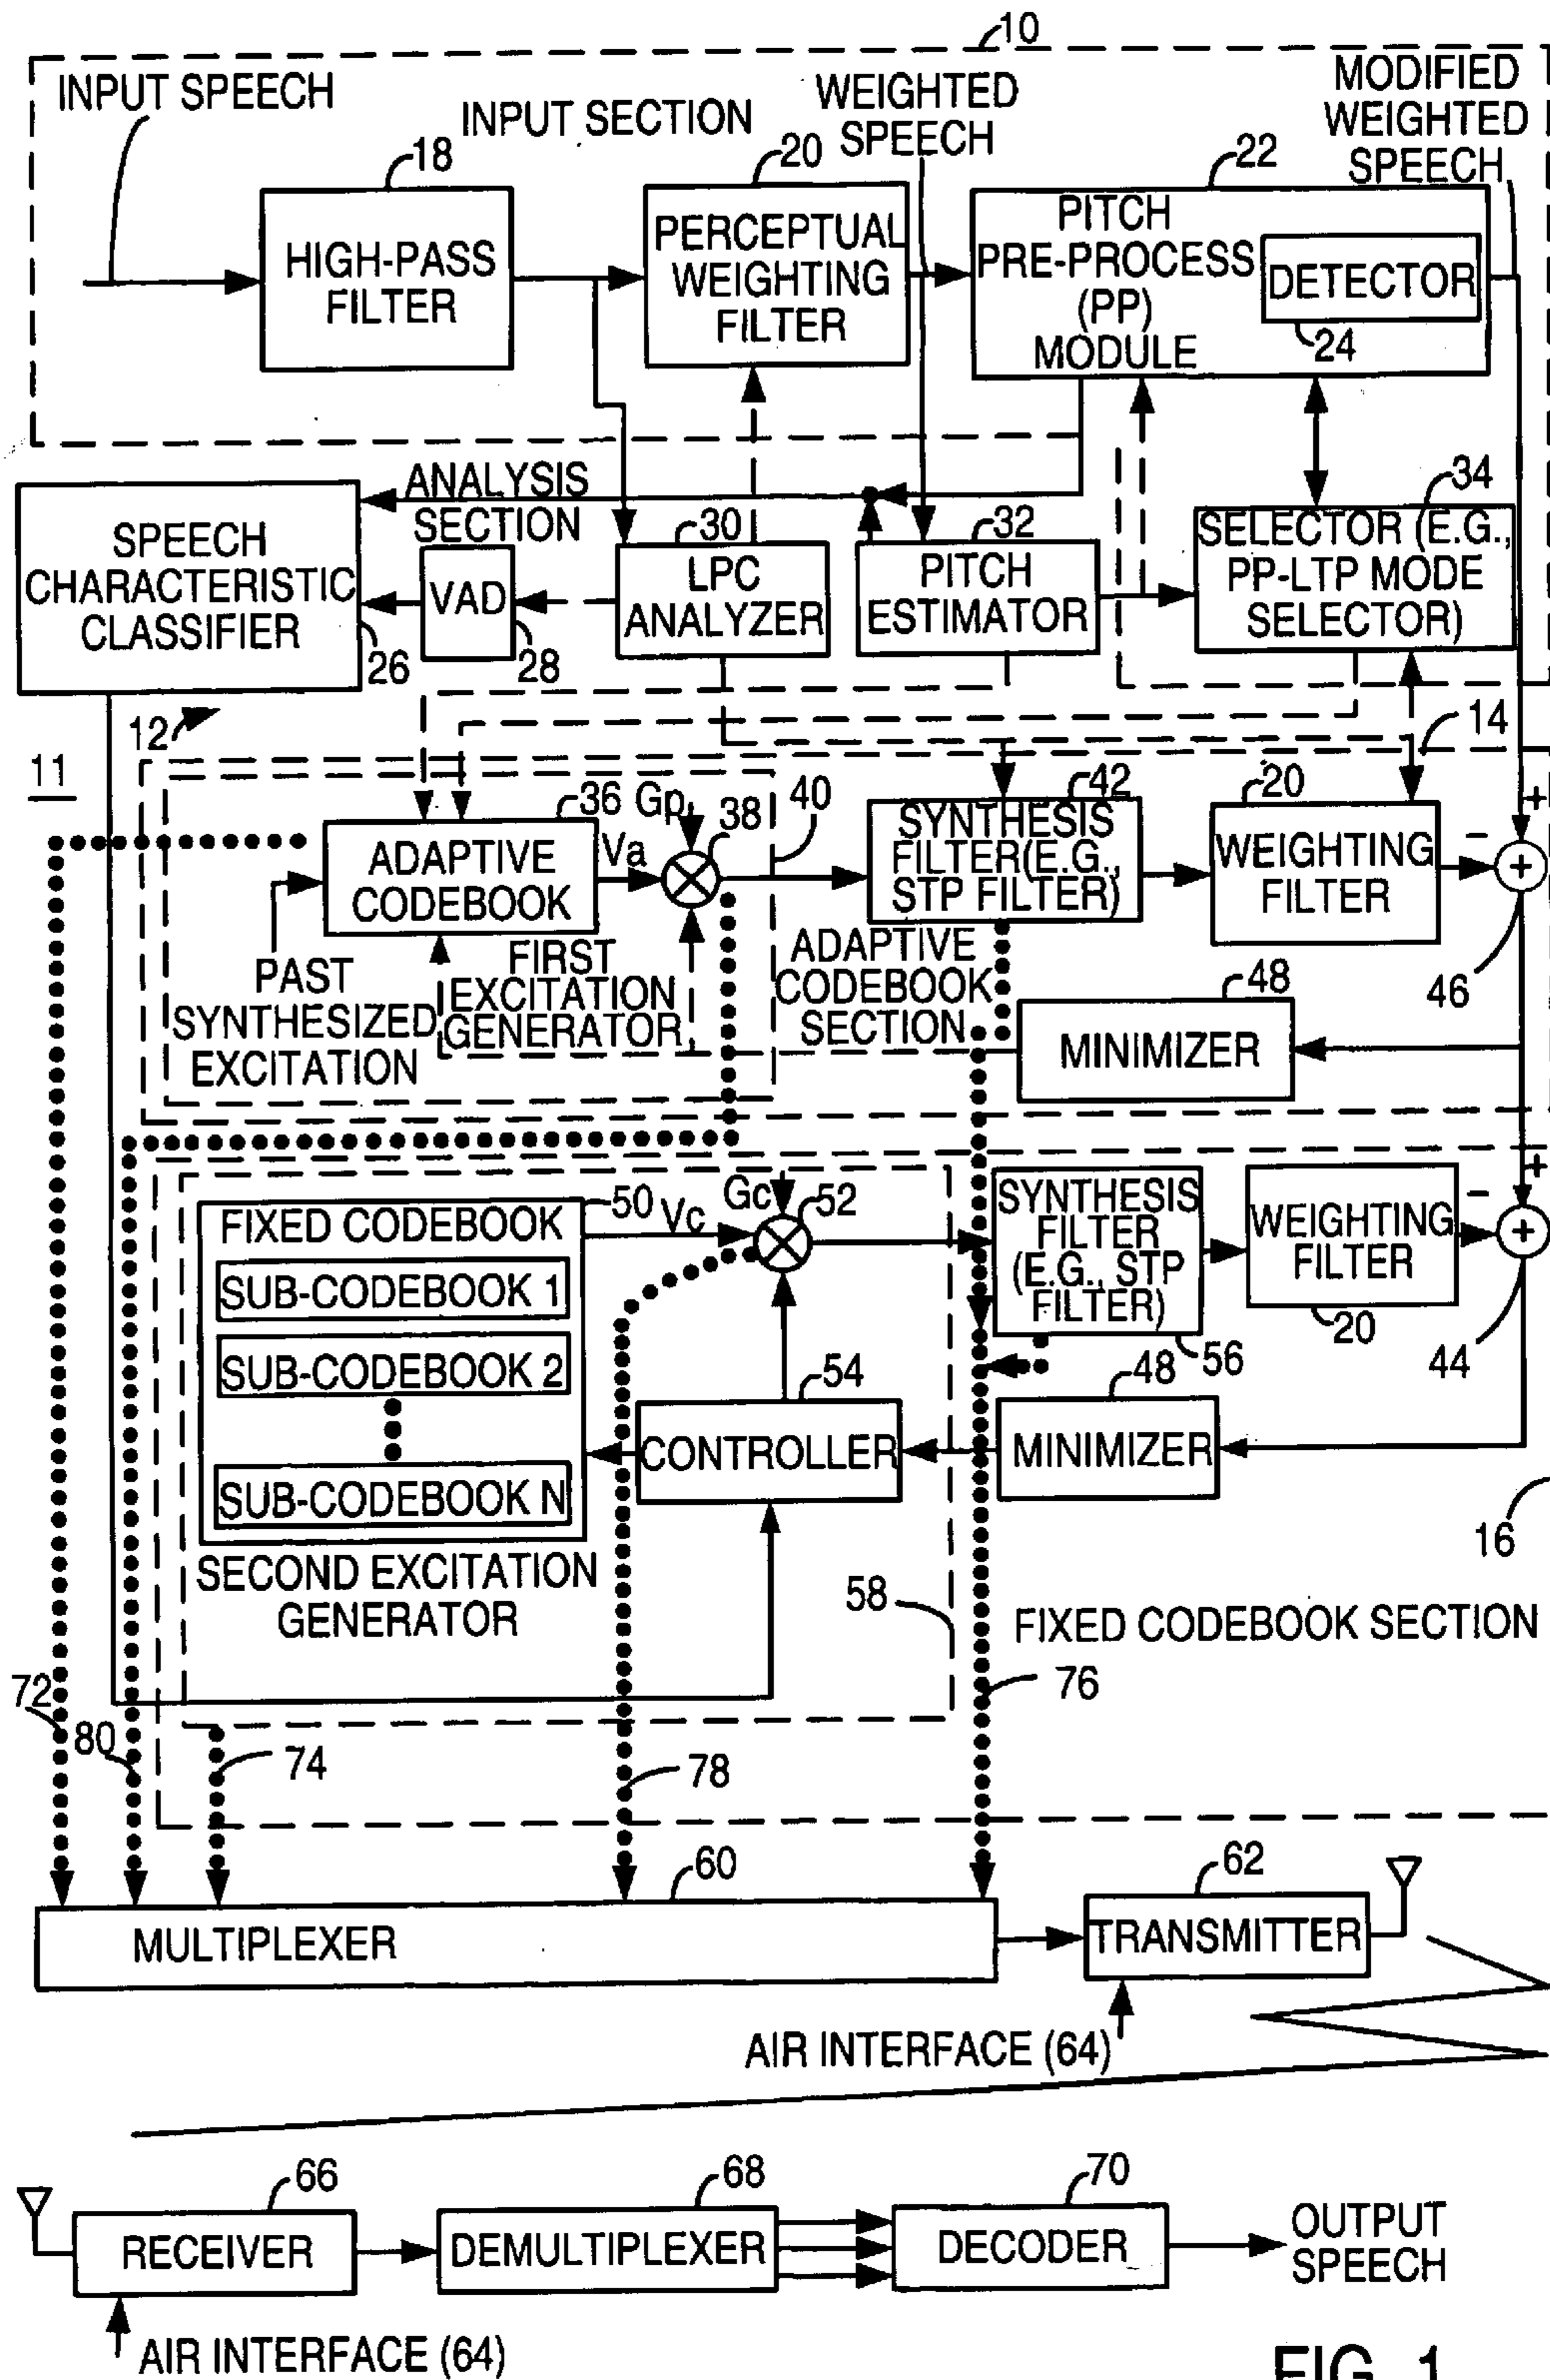 10
INPUT SPEECH
INPUT SECTION
WEIGHTED
SPEECH
MODIFIED
WEIGHTED
SPEECH
18
20
22
HIGH-PASS
FILTER
PERCEPTUAL
WEIGHTING
FILTER
PITCH
PRE-PROCESS
(PP)
MODULE
DETECTOR
24
ANALYSIS
SECTION
30
32
34
SPEECH
CHARACTERISTIC
CLASSIFIER
26
VAD
28
LPC
ANALYZER
PITCH
ESTIMATOR
SELECTOR (E.G.,
PP-LTP MODE
SELECTOR)
12
14
11
36
Gp
38
40
42
20
+
ADAPTIVE
CODEBOOK
Va
SYNTHESIS
FILTER(E.G.,
STP FILTER)
WEIGHTING
FILTER
-
+
46
PAST
SYNTHESIZED
EXCITATION
FIRST
EXCITATION
GENERATOR
ADAPTIVE
CODEBOOK
SECTION
48
MINIMIZER
50
Vc
Gc
52
+
FIXED CODEBOOK
SUB-CODEBOOK 1
SUB-CODEBOOK 2
SUB-CODEBOOK N
SYNTHESIS
FILTER
(E.G., STP
FILTER)
56
WEIGHTING
FILTER
20
-
+
44
54
CONTROLLER
48
MINIMIZER
16
SECOND EXCITATION
GENERATOR
58
FIXED CODEBOOK SECTION
72
80
74
78
76
60
62
MULTIPLEXER
TRANSMITTER
AIR INTERFACE (64)
66
68
70
RECEIVER
DEMULTIPLEXER
DECODER
OUTPUT
SPEECH
AIR INTERFACE (64)
FIG. 1